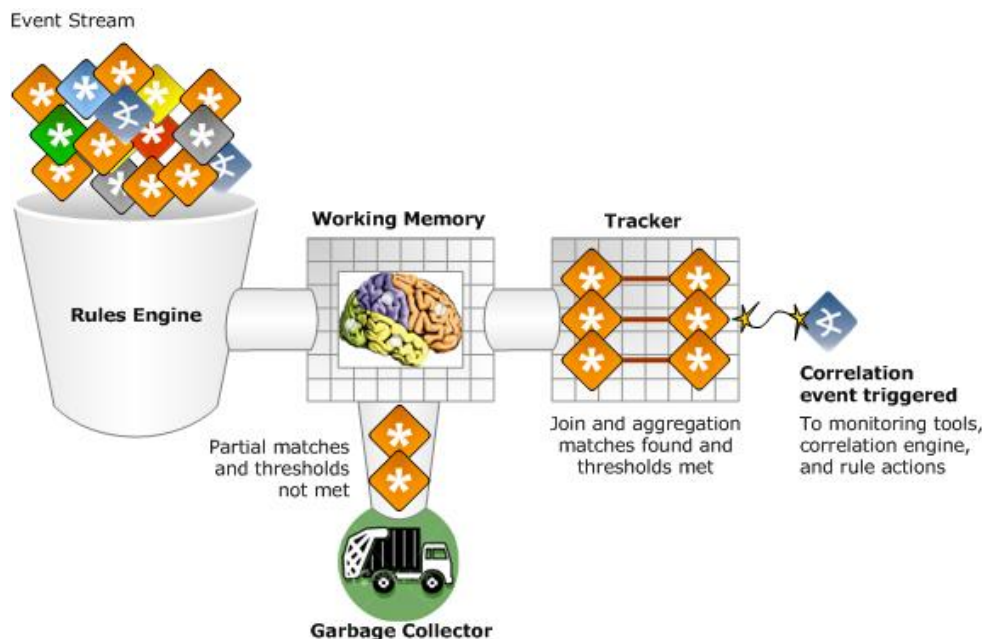 Event Stream
Rules Engine
Working Memory
Tracker
Partial matches
and thresholds
not met
Join and aggregation
matches found and
thresholds met
Correlation
event triggered
To monitoring tools,
correlation engine,
and rule actions
Garbage Collector